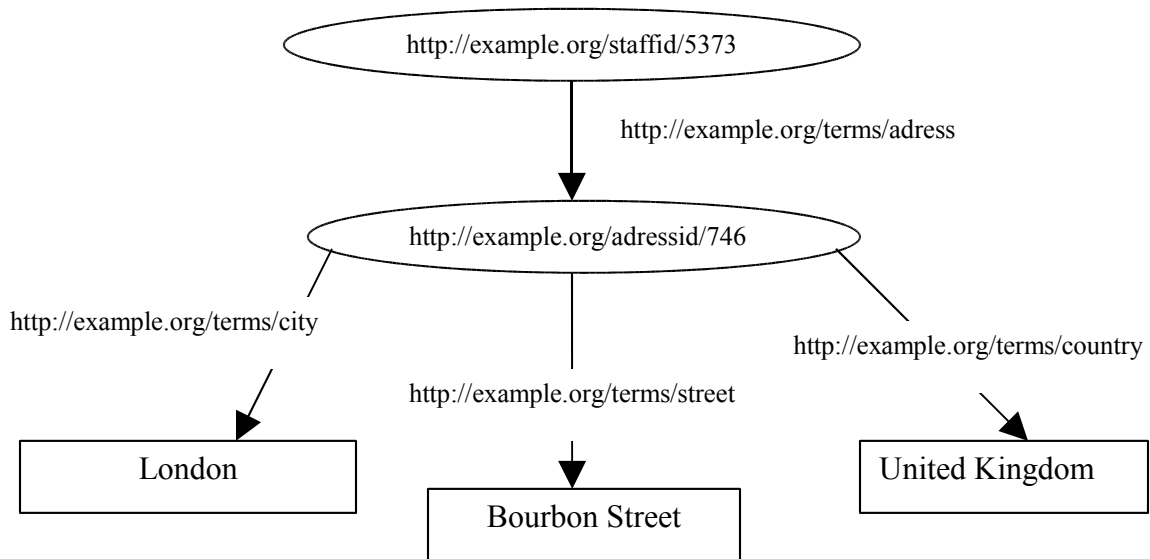 http://example.org/staffid/5373
http://example.org/terms/adress
http://example.org/adressid/746
http://example.org/terms/city
http://example.org/terms/country
http://example.org/terms/street
London
United Kingdom
Bourbon Street